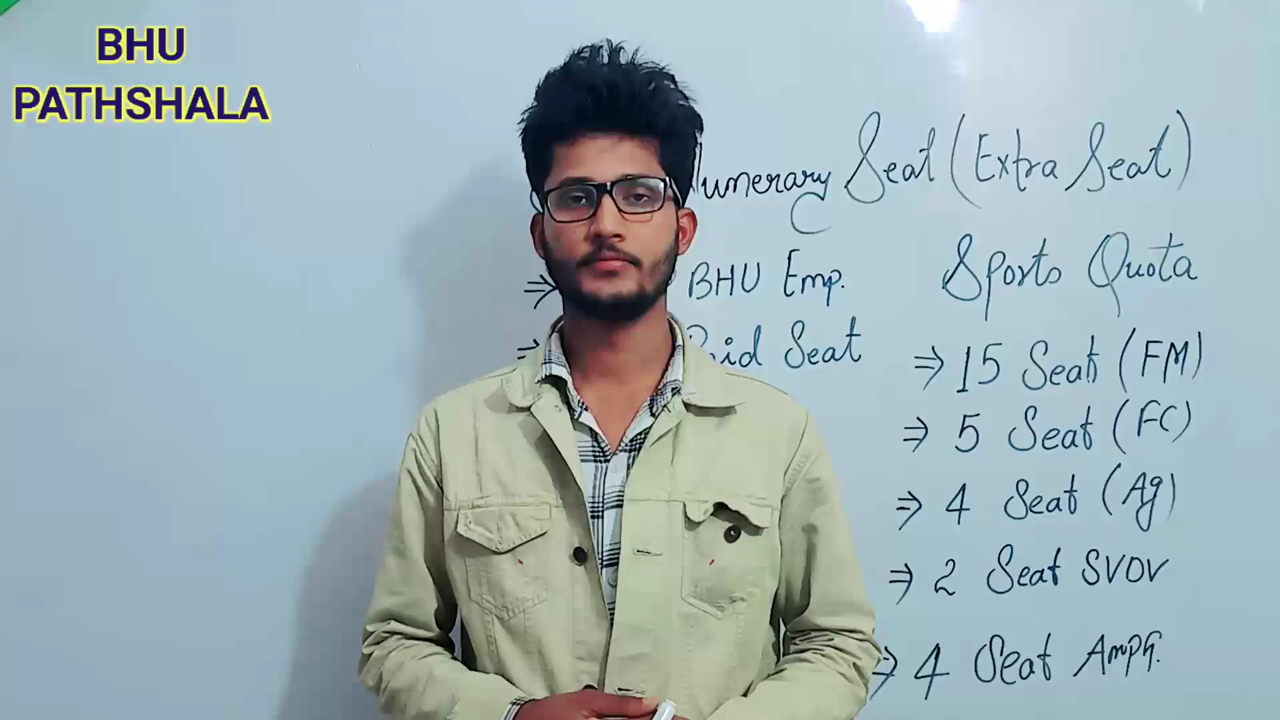 BHU
PATHSHALA
Seat (Extra Seat)
BHU Emp.
Seat
Sports Quota
⇒ 15 Seat (FM)
⇒ 5 Seat (FC)
⇒ 4 Seat (Ag)
⇒ 2 Seat SVDV
⇒ 4 Seat